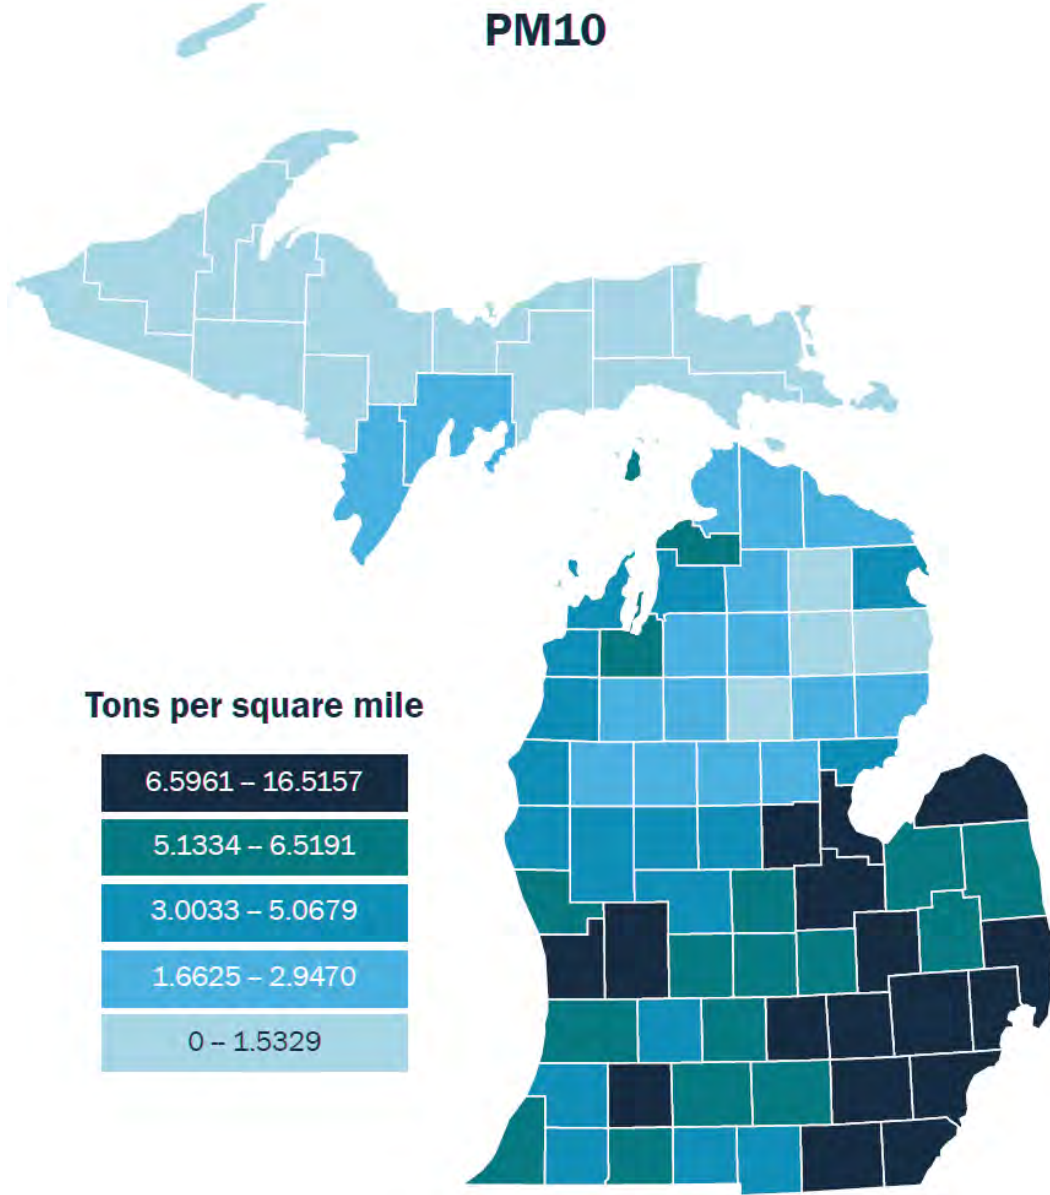 PM10
Tons per square mile
6.5961 – 16.5157
5.1334 – 6.5191
3.0033 – 5.0679
1.6625 – 2.9470
0 – 1.5329